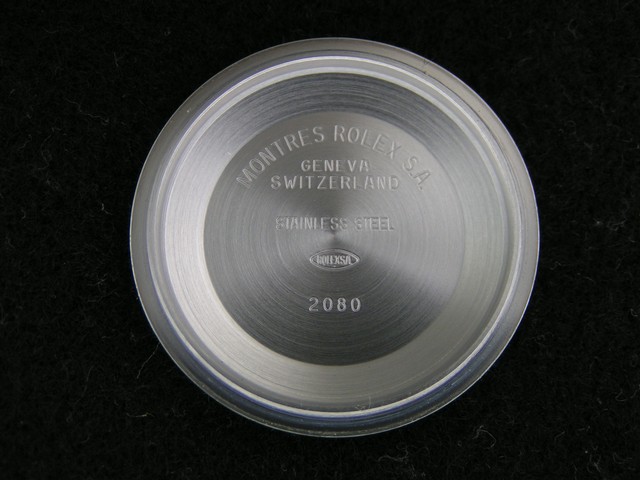 MONTRES ROLEX S.A.
GENEVA
SWITZERLAND
STAINLESS STEEL
ROLEXSA
2080